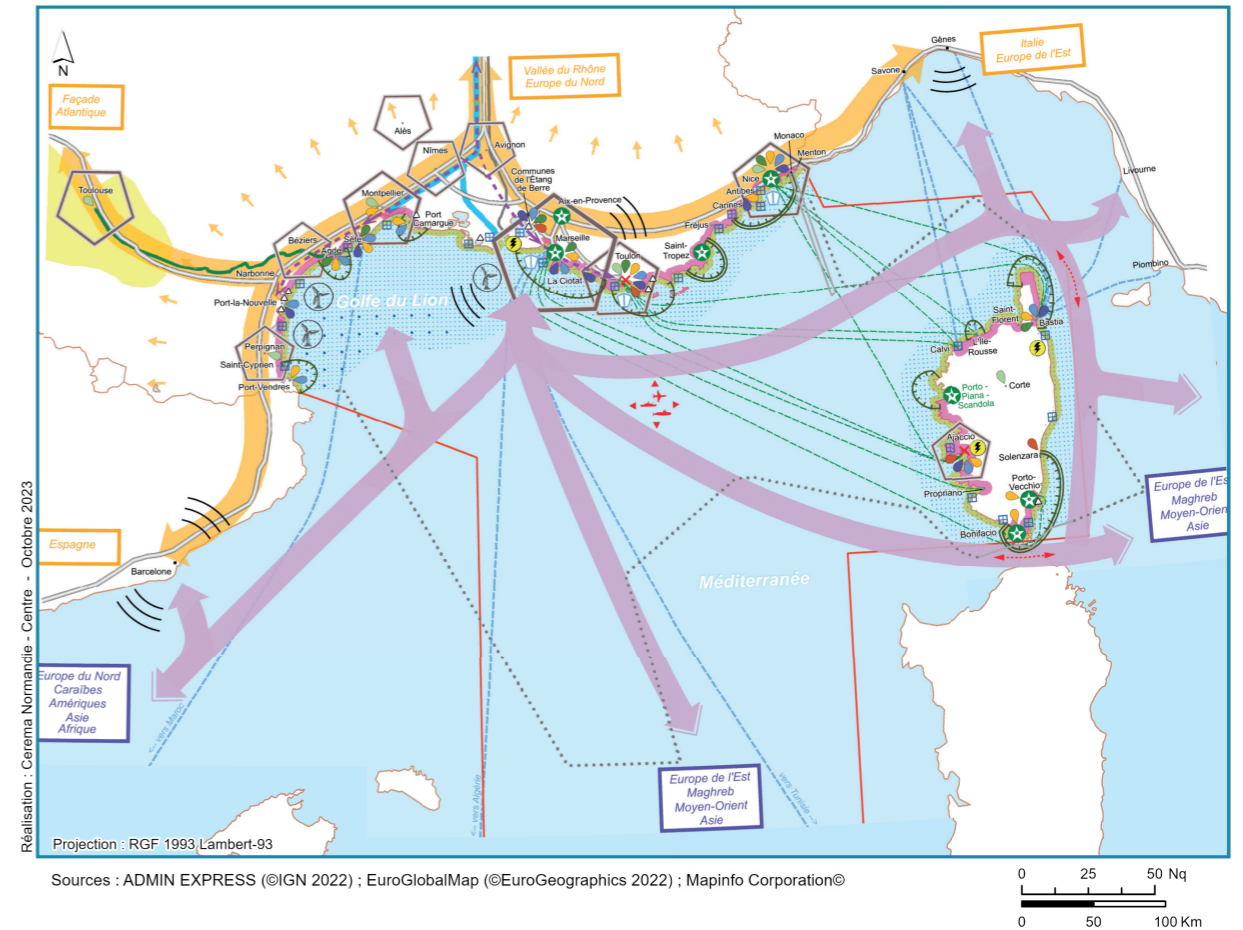 N
Façade
Atlantique
Vallée du Rhône
Europe du Nord
Gênes
Savone
Italie
Europe de l'Est
Alès
Nîmes
Avignon
Monaco
Menton
Livourne
Toulouse
Montpellier
Communes
de l'Étang
de Berre
Nice
Antibes
Cannes
Aix-en-Provence
Port
Camargue
Fréjus
Béziers
Sète
Agde
Marseille
Saint-
Tropez
Toulon
Piombino
Narbonne
La Ciotat
Port-la-Nouvelle
Golfe du Lion
Saint-
Florent
Bastia
Perpignan
L'Ile-
Rousse
Calvi
Saint-Cyprien
Port-Vendres
Porto -
Piana -
Scandola
Corte
Ajaccio
Solenzara
Porto-
Vecchio
Propriano
Europe de l'Es
Maghreb
Moyen-Orien
Asie
Bonifacio
Espagne
Barcelone
Méditerranée
Europe du Nord
Caraïbes
Amériques
Asie
Afrique
<-- vers Maroc
<-- vers Algérie
vers Tunisie -->
Europe de l'Est
Maghreb
Moyen-Orient
Asie
Réalisation : Cerema Normandie - Centre - Octobre 2023
Projection : RGF 1993 Lambert-93
Sources : ADMIN EXPRESS (©IGN 2022) ; EuroGlobalMap (©EuroGeographics 2022) ; Mapinfo Corporation©
0 25 50 Nq
0 50 100 Km